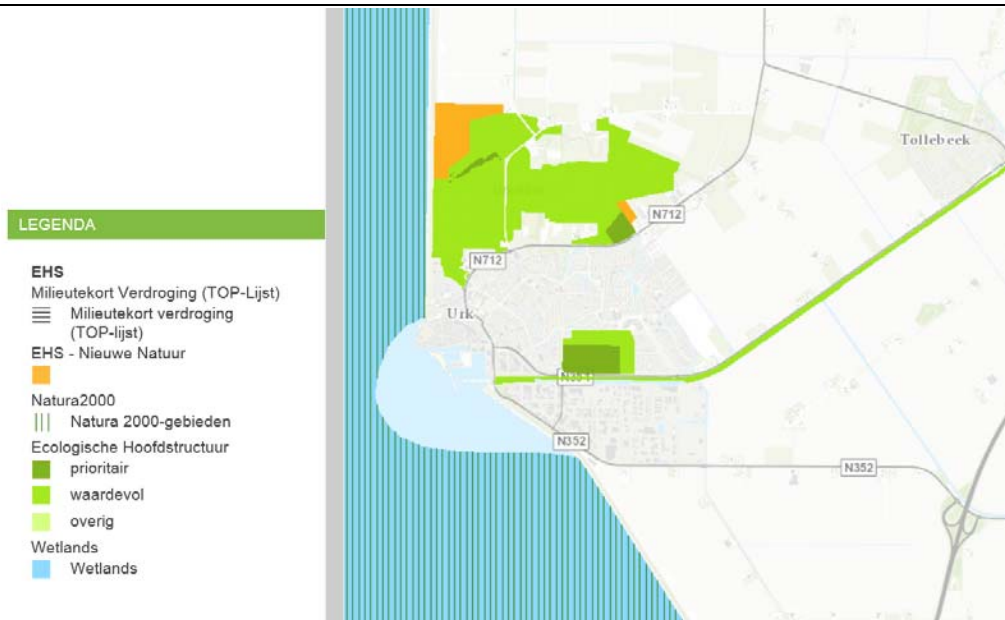 LEGENDA
EHS
Milieutekort Verdroging (TOP-Lijst)
Milieutekort verdroging
(TOP-lijst)
EHS - Nieuwe Natuur
Natura2000
Natura 2000-gebieden
Ecologische Hoofdstructuur
prioritair
waardevol
overig
Wetlands
Wetlands
Tollebeek
N712
N712
Urk
N352
N352